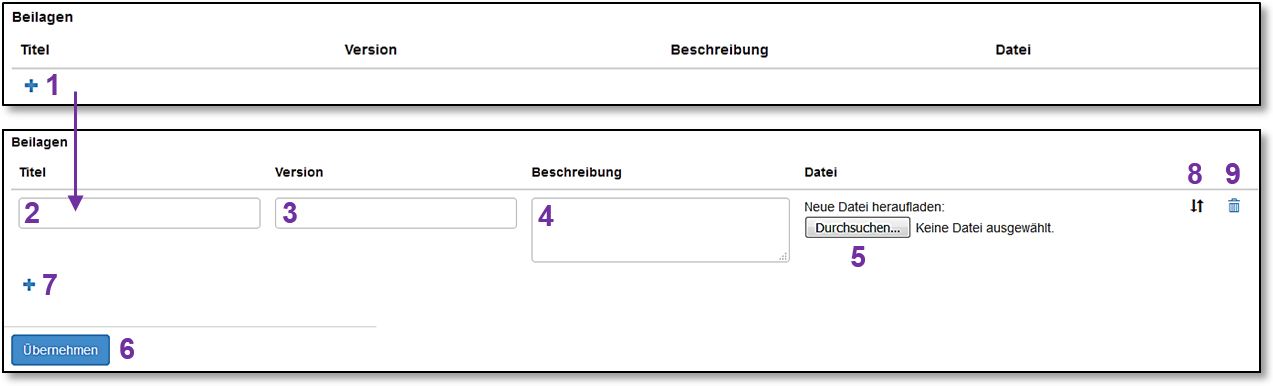 Beilagen
Titel Version Beschreibung Datei
1
Beilagen
Titel Version Beschreibung Datei 8 9
2 3 4 Neue Datei heraufladen:
Durchsuchen... Keine Datei ausgewählt.
5
7
Übernehmen 6